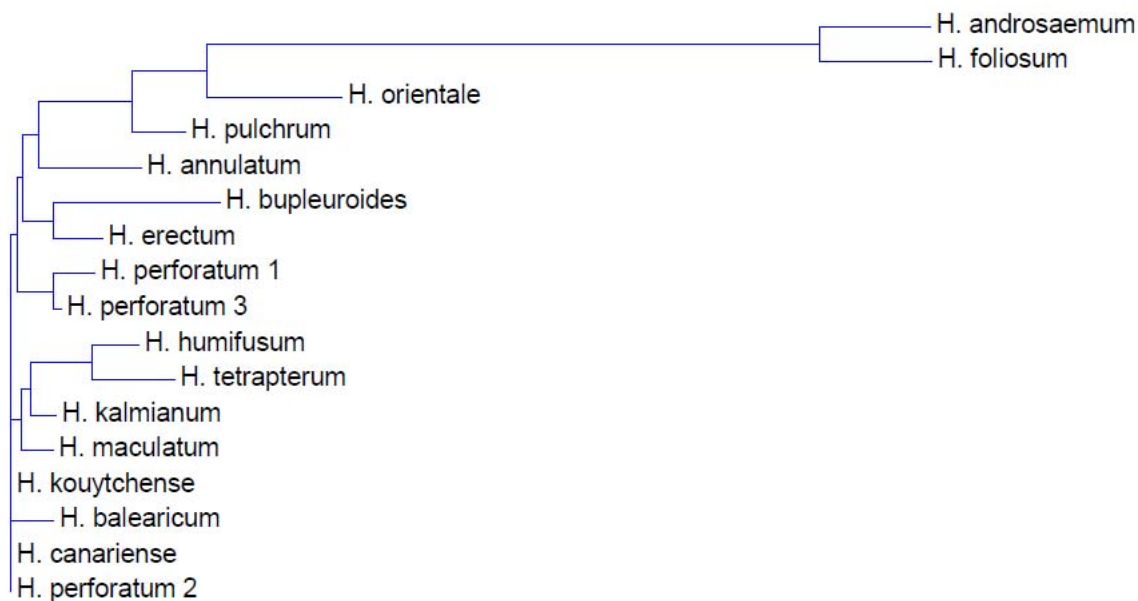 H. androsaemum
H. foliosum
H. orientale
H. pulchrum
H. annulatum
H. bupleuroides
H. erectum
H. perforatum 1
H. perforatum 3
H. humifusum
H. tetrapterum
H. kalmianum
H. maculatum
H. kouytchense
H. balearicum
H. canariense
H. perforatum 2